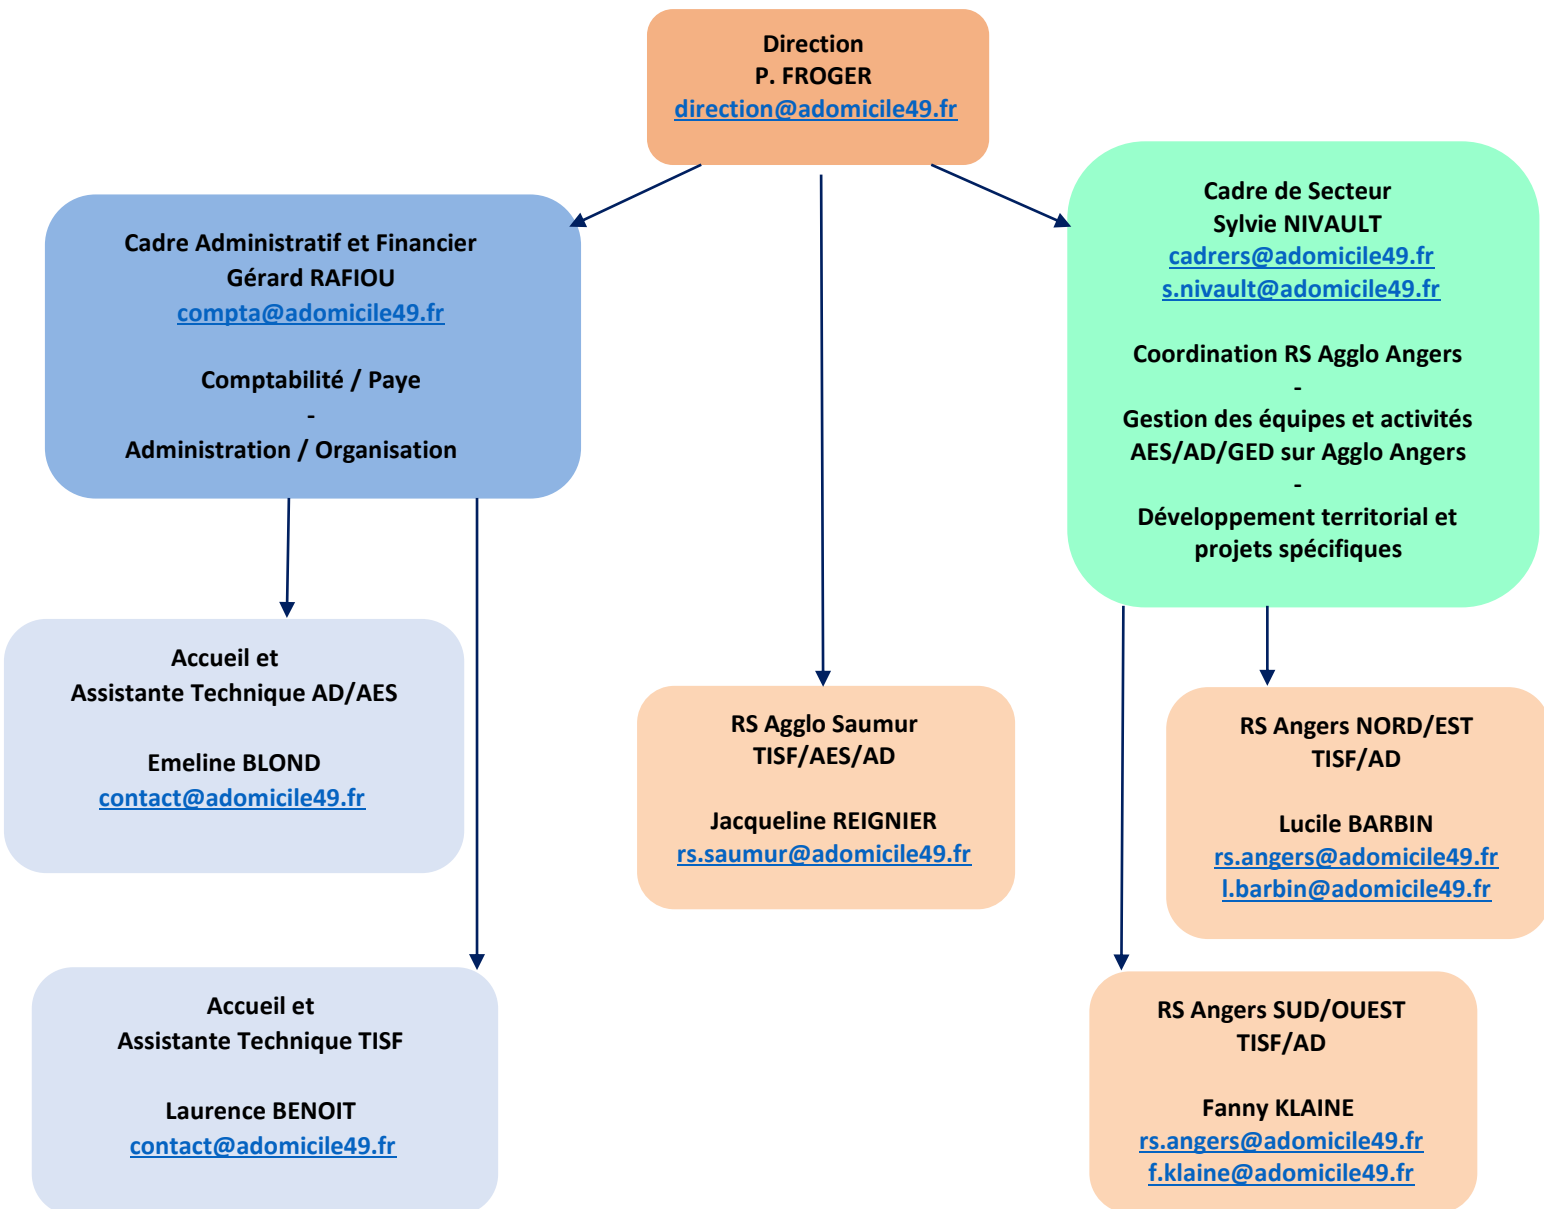 Direction
P. FROGER
direction@adomicile49.fr
Cadre Administratif et Financier
Gérard RAFIOU
compta@adomicile49.fr
Comptabilité / Paye
-
Administration / Organisation
Cadre de Secteur
Sylvie NIVAULT
cadrers@adomicile49.fr
s.nivault@adomicile49.fr
Coordination RS Agglo Angers
-
Gestion des équipes et activités
AES/AD/GED sur Agglo Angers
-
Développement territorial et
projets spécifiques
Accueil et
Assistante Technique AD/AES
Emeline BLOND
contact@adomicile49.fr
RS Agglo Saumur
TISF/AES/AD
Jacqueline REIGNIER
rs.saumur@adomicile49.fr
RS Angers NORD/EST
TISF/AD
Lucile BARBIN
rs.angers@adomicile49.fr
l.barbin@adomicile49.fr
Accueil et
Assistante Technique TISF
Laurence BENOIT
contact@adomicile49.fr
RS Angers SUD/OUEST
TISF/AD
Fanny KLAINE
rs.angers@adomicile49.fr
f.klaine@adomicile49.fr